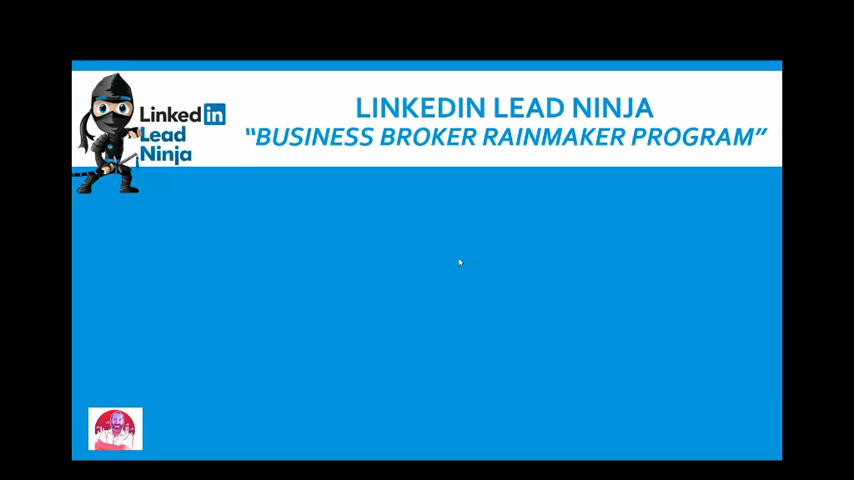 LINKEDIN LEAD NINJA
"BUSINESS BROKER RAINMAKER PROGRAM"
Linked in
Lead
Ninja